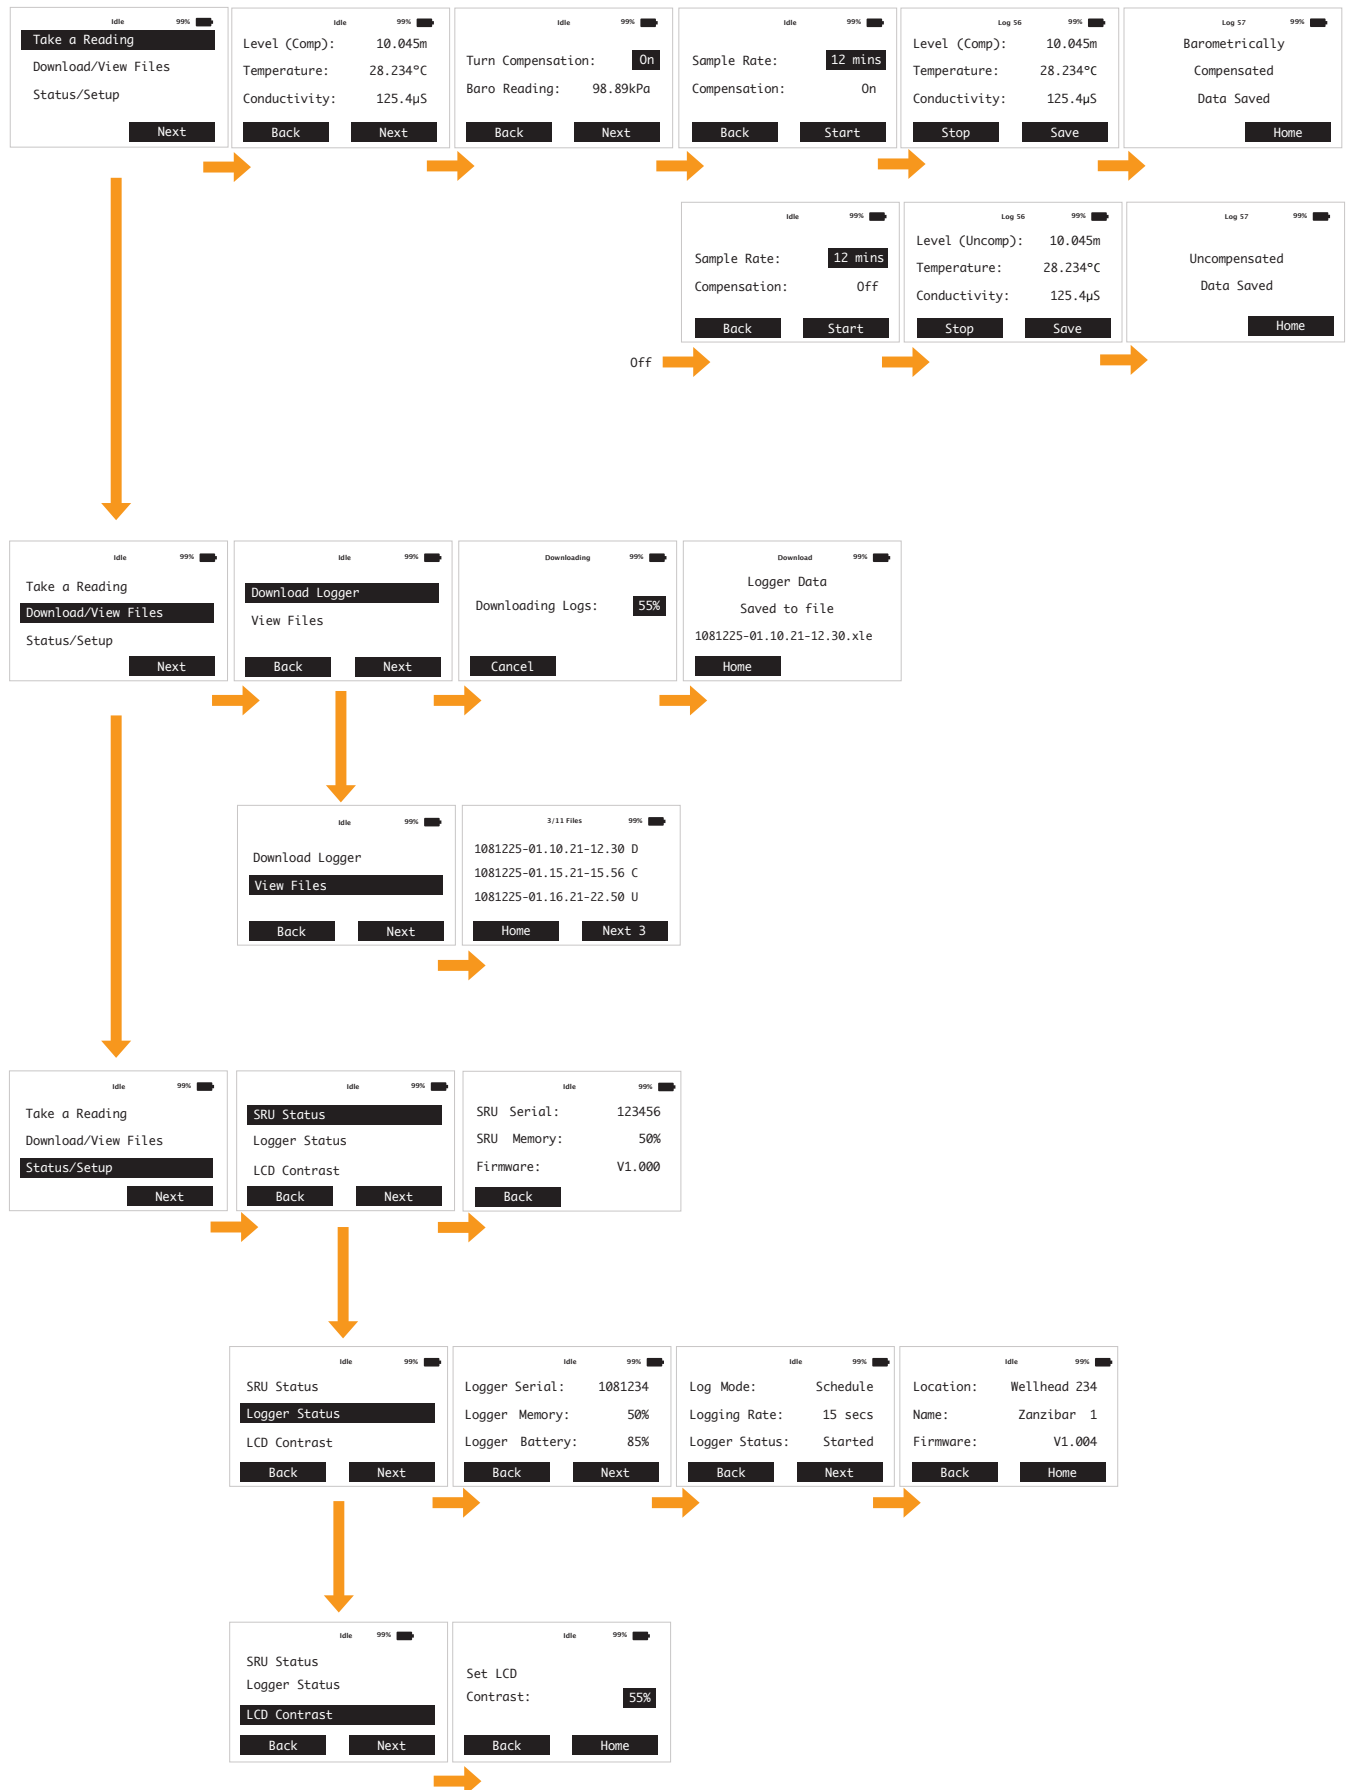 Idle 99%
Take a Reading
Download/View Files
Status/Setup
Next
Idle 99%
Level (Comp): 10.045m
Temperature: 28.234°C
Conductivity: 125.4µS
Back Next
Idle 99%
Turn Compensation: On
Baro Reading: 98.89kPa
Back Next
Idle 99%
Sample Rate: 12 mins
Compensation: On
Back Start
Log 56 99%
Level (Comp): 10.045m
Temperature: 28.234°C
Conductivity: 125.4µS
Stop Save
Log 57 99%
Barometrically
Compensated
Data Saved
Home
Off
Idle 99%
Sample Rate: 12 mins
Compensation: Off
Back Start
Log 56 99%
Level (Uncomp): 10.045m
Temperature: 28.234°C
Conductivity: 125.4µS
Stop Save
Log 57 99%
Uncompensated
Data Saved
Home
Idle 99%
Take a Reading
Download/View Files
Status/Setup
Next
Idle 99%
Download Logger
View Files
Back Next
Downloading 99%
Downloading Logs: 55%
Cancel
Download 99%
Logger Data
Saved to file
1081225-01.10.21-12.30.xle
Home
Idle 99%
Download Logger
View Files
Back Next
3/11 Files 99%
1081225-01.10.21-12.30 D
1081225-01.15.21-15.56 C
1081225-01.16.21-22.50 U
Home Next 3
Idle 99%
Take a Reading
Download/View Files
Status/Setup
Next
Idle 99%
SRU Status
Logger Status
LCD Contrast
Back Next
Idle 99%
SRU Serial: 123456
SRU Memory: 50%
Firmware: V1.000
Back
Idle 99%
SRU Status
Logger Status
LCD Contrast
Back Next
Idle 99%
Logger Serial: 1081234
Logger Memory: 50%
Logger Battery: 85%
Back Next
Idle 99%
Log Mode: Schedule
Logging Rate: 15 secs
Logger Status: Started
Back Next
Idle 99%
Location: Wellhead 234
Name: Zanzibar 1
Firmware: V1.004
Back Home
Idle 99%
SRU Status
Logger Status
LCD Contrast
Back Next
Idle 99%
Set LCD
Contrast: 55%
Back Home